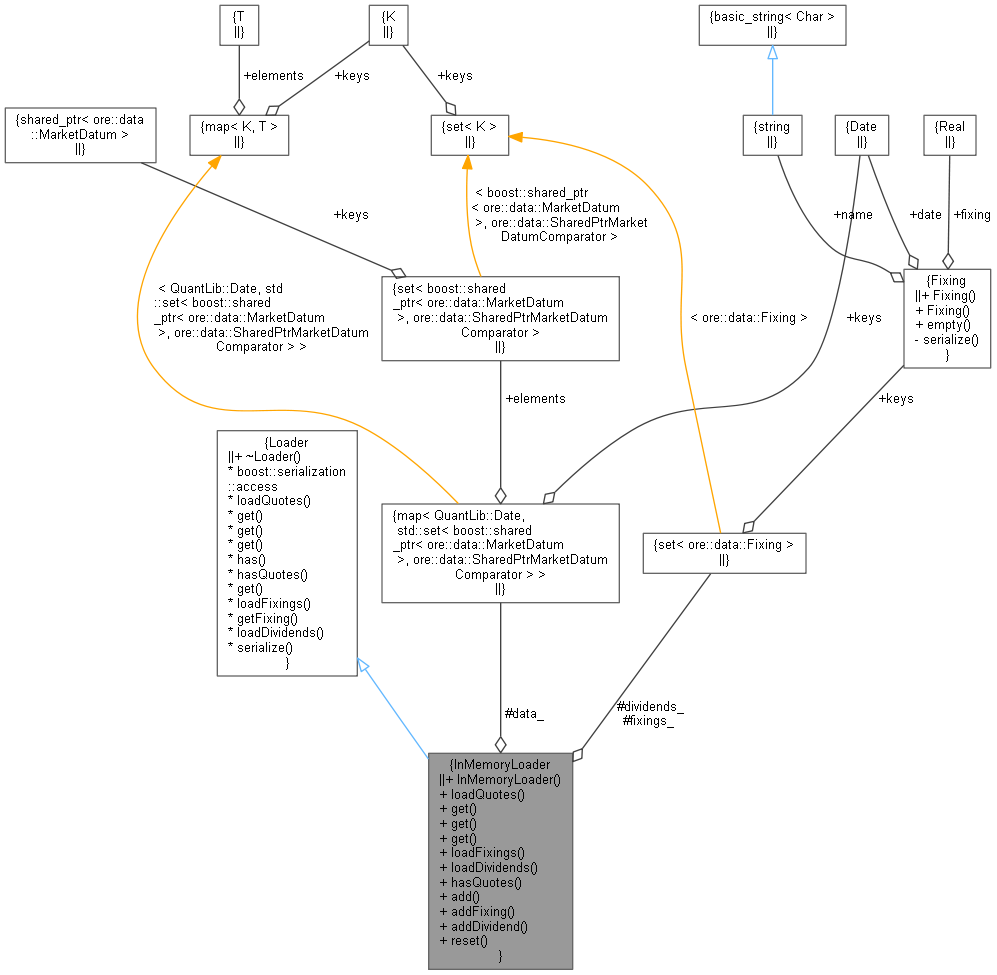 {T
||}
{K
||}
{basic_string< Char >
||}
+elements
+keys
+keys
{shared_ptr< ore::data
::MarketDatum >
||}
{map< K, T >
||}
{set< K >
||}
{string
||}
{Date
||}
{Real
||}
+keys
< boost::shared_ptr
< ore::data::MarketDatum
>, ore::data::SharedPtrMarket
DatumComparator >
+name
+date
+fixing
< QuantLib::Date, std
::set< boost::shared
_ptr< ore::data::MarketDatum
>, ore::data::SharedPtrMarketDatum
Comparator > >
{set< boost::shared
_ptr< ore::data::MarketDatum
>, ore::data::SharedPtrMarketDatum
Comparator >
||}
< ore::data::Fixing >
+keys
{Fixing
||+ Fixing()
+ Fixing()
+ empty()
- serialize()
}
+elements
+keys
{Loader
||+ ~Loader()
* boost::serialization
::access
* loadQuotes()
* get()
* get()
* get()
* has()
* hasQuotes()
* get()
* loadFixings()
* getFixing()
* loadDividends()
* serialize()
}
{map< QuantLib::Date,
std::set< boost::shared
_ptr< ore::data::MarketDatum
>, ore::data::SharedPtrMarketDatum
Comparator > >
||}
{set< ore::data::Fixing >
||}
#data_
#dividends_
#fixings_
{InMemoryLoader
||+ InMemoryLoader()
+ loadQuotes()
+ get()
+ get()
+ get()
+ loadFixings()
+ loadDividends()
+ hasQuotes()
+ add()
+ addFixing()
+ addDividend()
+ reset()
}